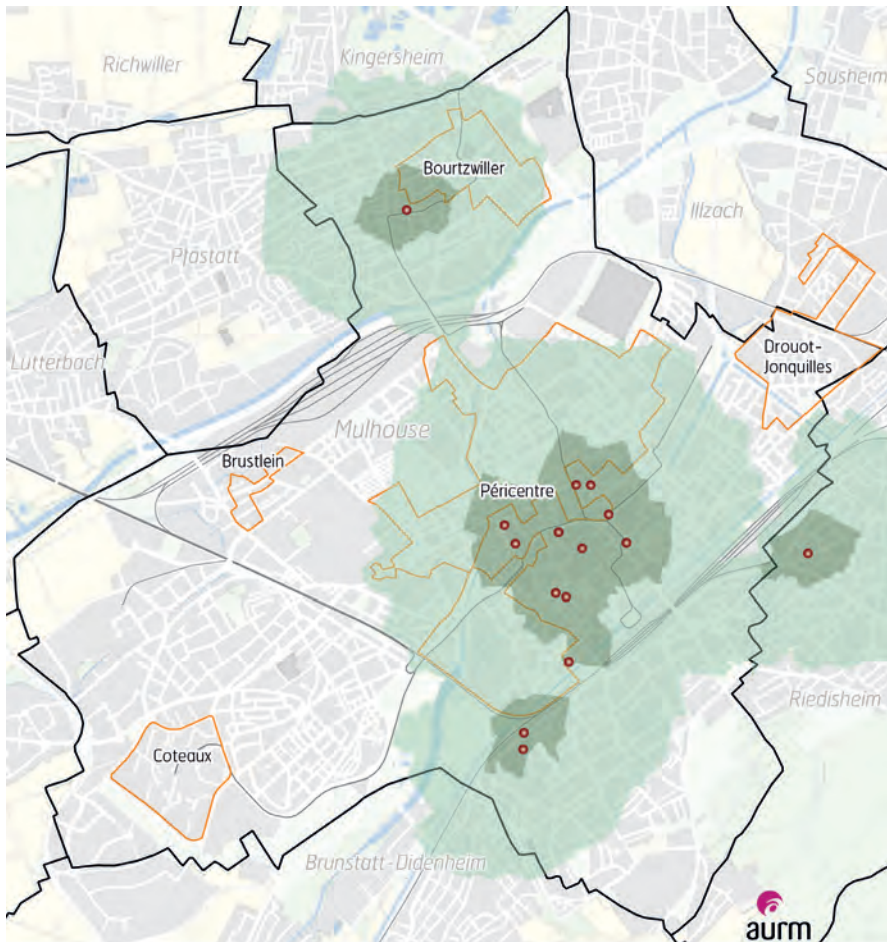 Richwiller
Kingersheim
Sausheim
Bourtzwiller
Illzach
Pfastatt
Lutterbach
Drouot-
Jonquilles
Mulhouse
Brustlein
Péricentre
Riedisheim
Coteaux
Brunstatt-Didenheim
aurm